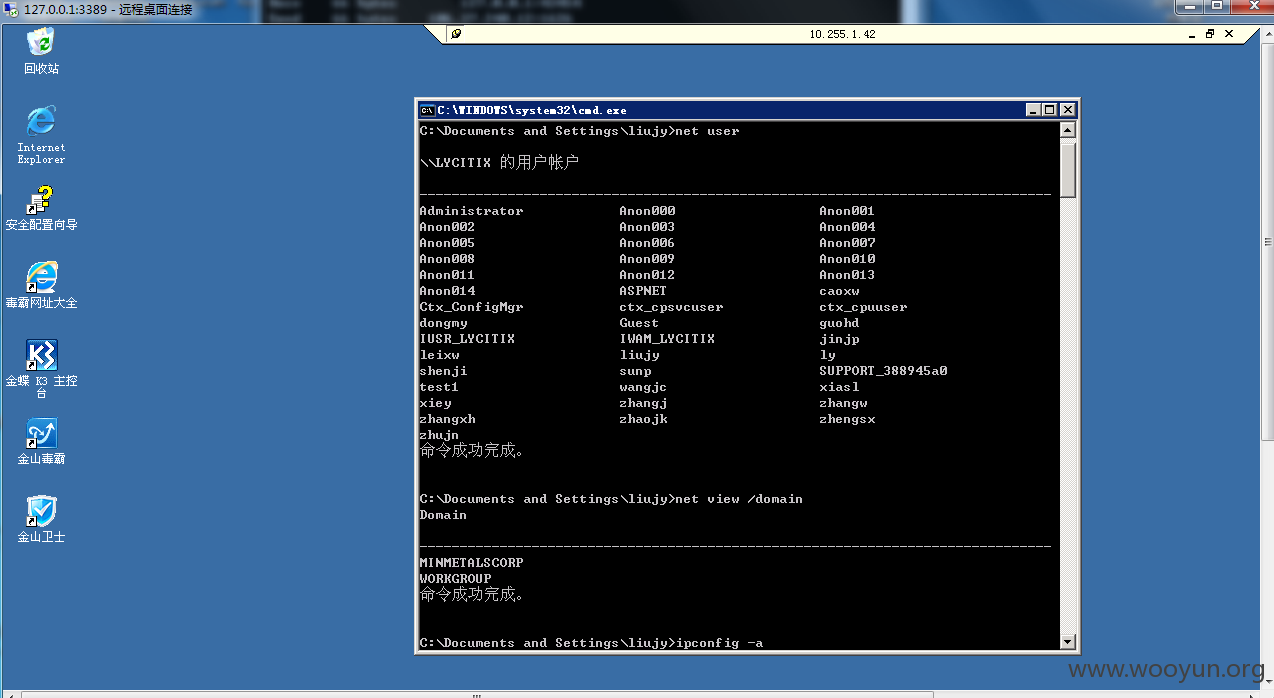 127.0.0.1:3389 - 远程桌面连接
10.255.1.42
回收站
Internet
Explorer
安全配置向导
毒霸网址大全
金蝶 K3 主控
台
金山毒霸
金山卫士
C:\WINDOWS\system32\cmd.exe
C:\Documents and Settings\liujy>net user
\\LYCITIX 的用户帐户
-------------------------------------------------------------------------------
Administrator Anon000 Anon001
Anon002 Anon003 Anon004
Anon005 Anon006 Anon007
Anon008 Anon009 Anon010
Anon011 Anon012 Anon013
Anon014 ASPNET caoxw
Ctx_ConfigMgr ctx_cpsvcuser ctx_cpuuser
dongmy Guest guohd
IUSR_LYCITIX IWAM_LYCITIX jinjp
leixw liujy ly
shenji sunp SUPPORT_388945a0
test1 wangjc xiasl
xiey zhangj zhangw
zhangxh zhaojk zhengsx
zhujn
命令成功完成。
C:\Documents and Settings\liujy>net view /domain
Domain
-------------------------------------------------------------------------------
MINMETALSCORP
WORKGROUP
命令成功完成。
C:\Documents and Settings\liujy>ipconfig -a
www.wooyun.org